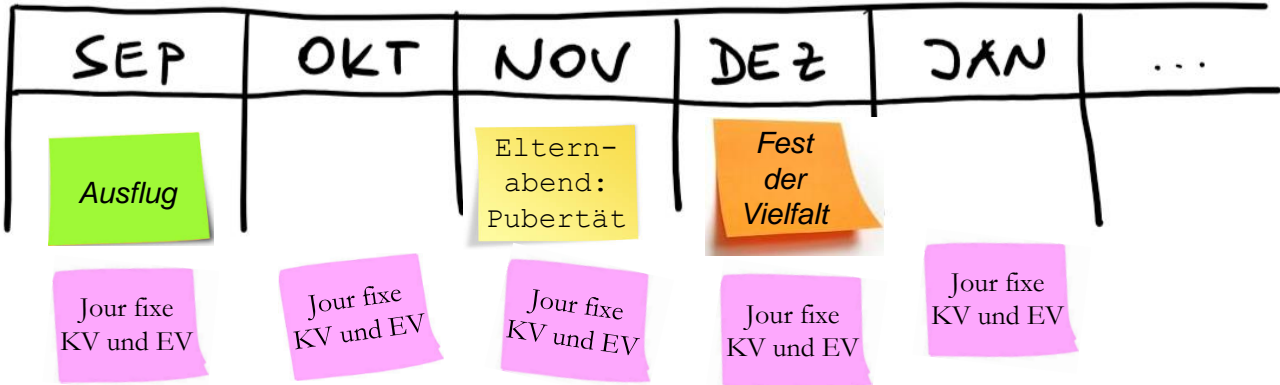 SEP OKT NOV DEZ JAN ...
Ausflug
Eltern-
abend:
Pubertät
Fest
der
Vielfalt
Jour fixe
KV und EV
Jour fixe
KV und EV
Jour fixe
KV und EV
Jour fixe
KV und EV
Jour fixe
KV und EV